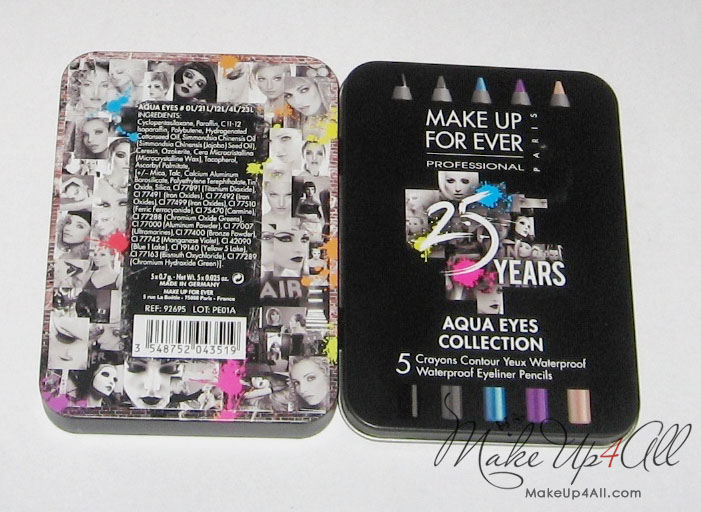 AQUA EYES # 0L/21L/12L/4L/23L
INGREDIENTS:
Cyclopentasiloxane, Paraffin, C 11-12
Isoparaffin, Polybutene, Hydrogenated
Cottonseed Oil, Simmondsia Chinensis Oil
(Simmondsia Chinensis (Jojoba) Seed Oil),
Ceresin, Ozokerite, Cera Microcristallina
(Microcrystalline Wax), Tocopherol,
Ascorbyl Palmitate,
[+/- Mica, Talc, Calcium Aluminum
Borosilicate, Polyethylene Terephthalate, Tin
Oxide, Silica, CI 77891 (Titanium Dioxide),
CI 77491 (Iron Oxides), CI 77492 (Iron
Oxides), CI 77499 (Iron Oxides), CI 77510
(Ferric Ferrocyanide), CI 75470 (Carmine),
CI 77288 (Chromium Oxide Greens),
CI 77000 (Aluminum Powder), CI 77007
(Ultramarines), CI 77400 (Bronze Powder),
CI 77742 (Manganese Violet), CI 42090
(Blue 1 Lake), CI 19140 (Yellow 5 Lake),
CI 77163 (Bismuth Oxychloride), CI 77289
(Chromium Hydroxide Green)].
5 x 0.7 g. - Net Wt. 5 x 0.025 oz.
MADE IN GERMANY
MAKE UP FOR EVER
5 rue La Boétie - 75008 Paris - France
REF: 92695 LOT: PE01A
3 548752 043519
AIR
MAKE UP
FOR EVER
PARIS
PROFESSIONAL
25
YEARS
AQUA EYES
COLLECTION
5 Crayons Contour Yeux Waterproof
Waterproof Eyeliner Pencils
Make Up4All
MakeUp4All.com